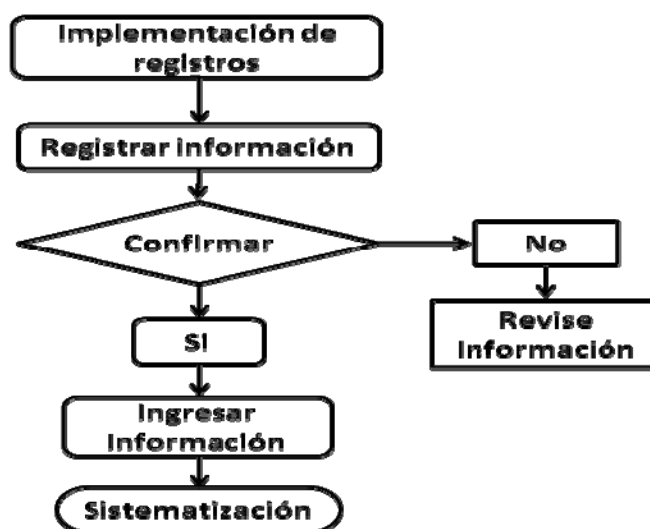 Implementación de
registros
Registrar información
Confirmar
No
SI
Revise
Información
Ingresar
Información
Sistematización